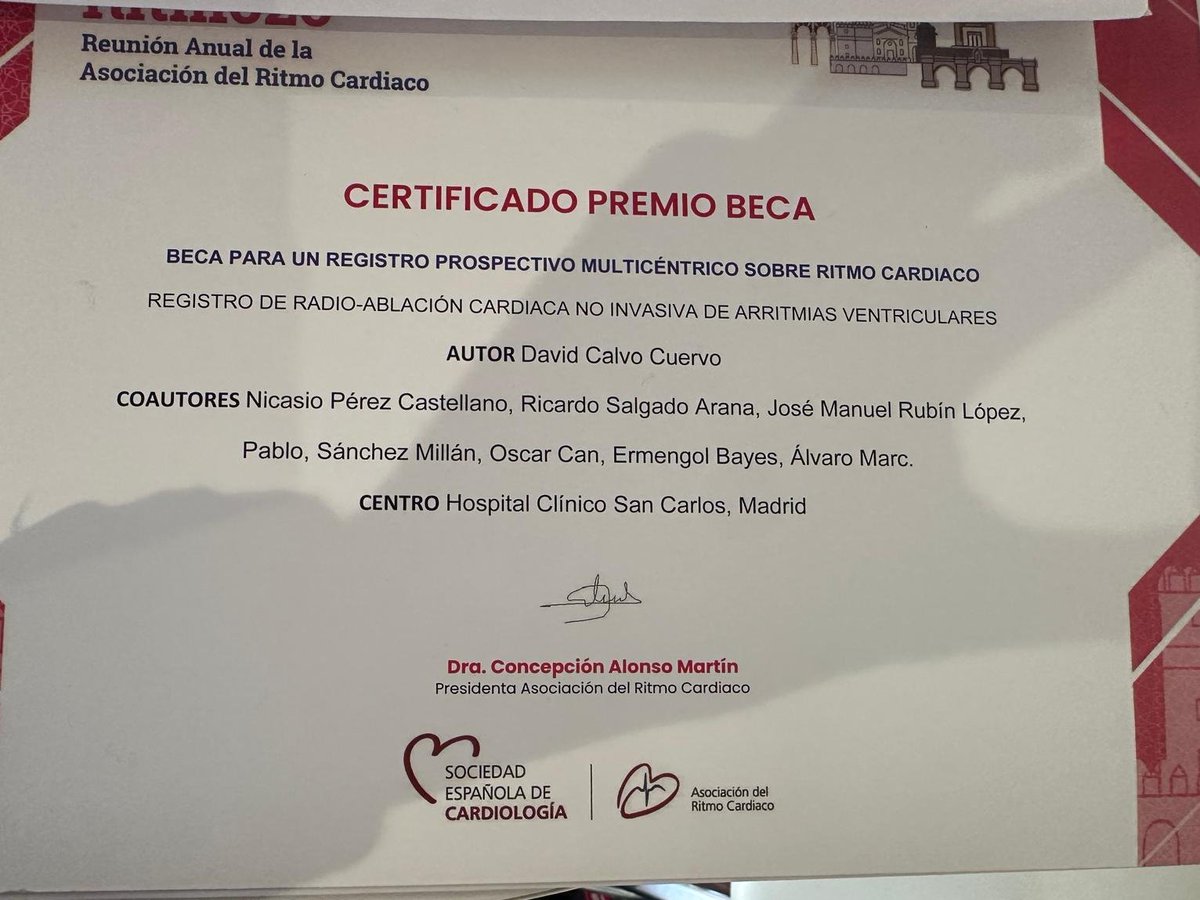 Reunión Anual de la
Asociación del Ritmo Cardiaco
CERTIFICADO PREMIO BECA
BECA PARA UN REGISTRO PROSPECTIVO MULTICÉNTRICO SOBRE RITMO CARDIACO
REGISTRO DE RADIO-ABLACIÓN CARDIACA NO INVASIVA DE ARRITMIAS VENTRICULARES
AUTOR David Calvo Cuervo
COAUTORES Nicasio Pérez Castellano, Ricardo Salgado Arana, José Manuel Rubín López,
Pablo, Sánchez Millán, Oscar Can, Ermengol Bayes, Álvaro Marc.
CENTRO Hospital Clínico San Carlos, Madrid
Dra. Concepción Alonso Martín
Presidenta Asociación del Ritmo Cardiaco
SOCIEDAD
ESPAÑOLA DE
CARDIOLOGÍA
Asociación del
Ritmo Cardiaco